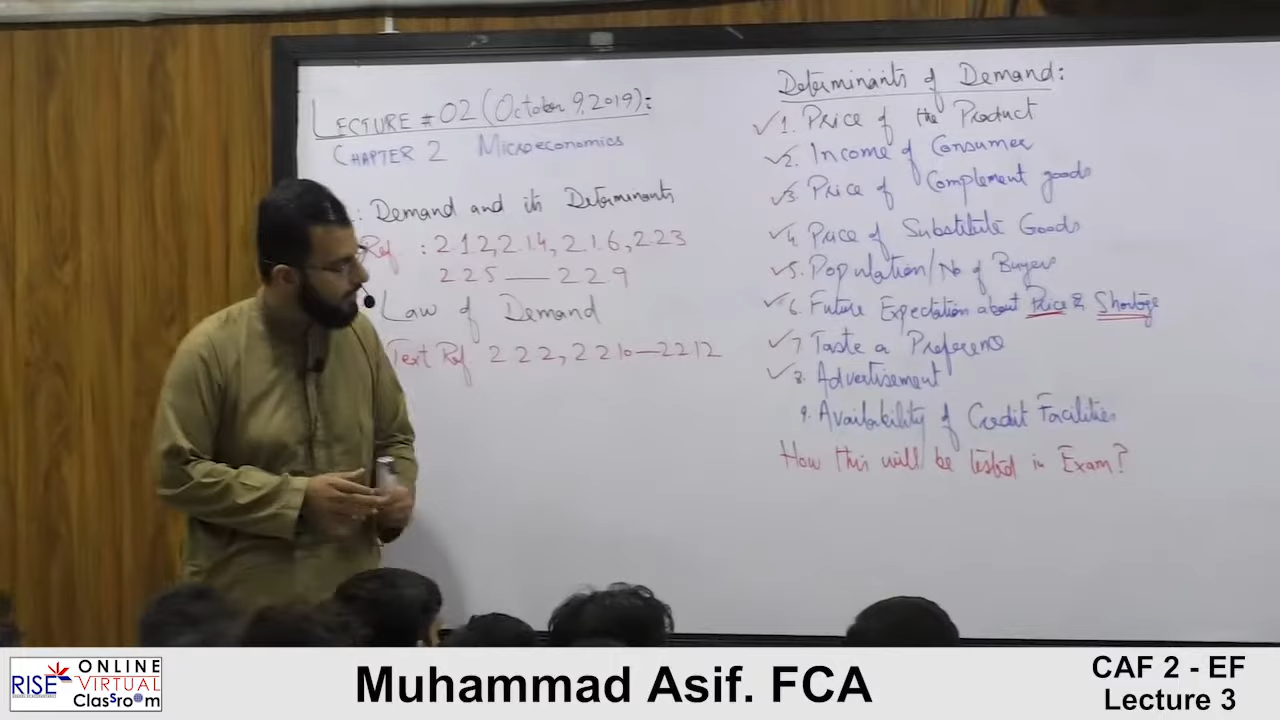 LECTURE # 02 (October 9, 2019):
CHAPTER 2 Microeconomics
: Demand and its Determinants
Ref : 2.1.2, 2.1.4, 2.1.6, 2.2.3
2 2 5 — 2 2 9
Law of Demand
Text Ref 2 2 2, 2 2 10 — 2 2 12
Determinants of Demand:
✓ 1. Price of the Product
✓ 2. Income of Consumer
✓ 3. Price of Complement goods
✓ 4. Price of Substitute Goods
✓ 5. Population/No of Buyers
✓ 6. Future Expectation about Price & Shortage
✓ 7. Taste a Preference
✓ 8. Advertisement
9. Availability of Credit Facilities
How this will be tested in Exam?
RISE
ONLINE
VIRTUAL
Classroom
Muhammad Asif. FCA
CAF 2 - EF
Lecture 3